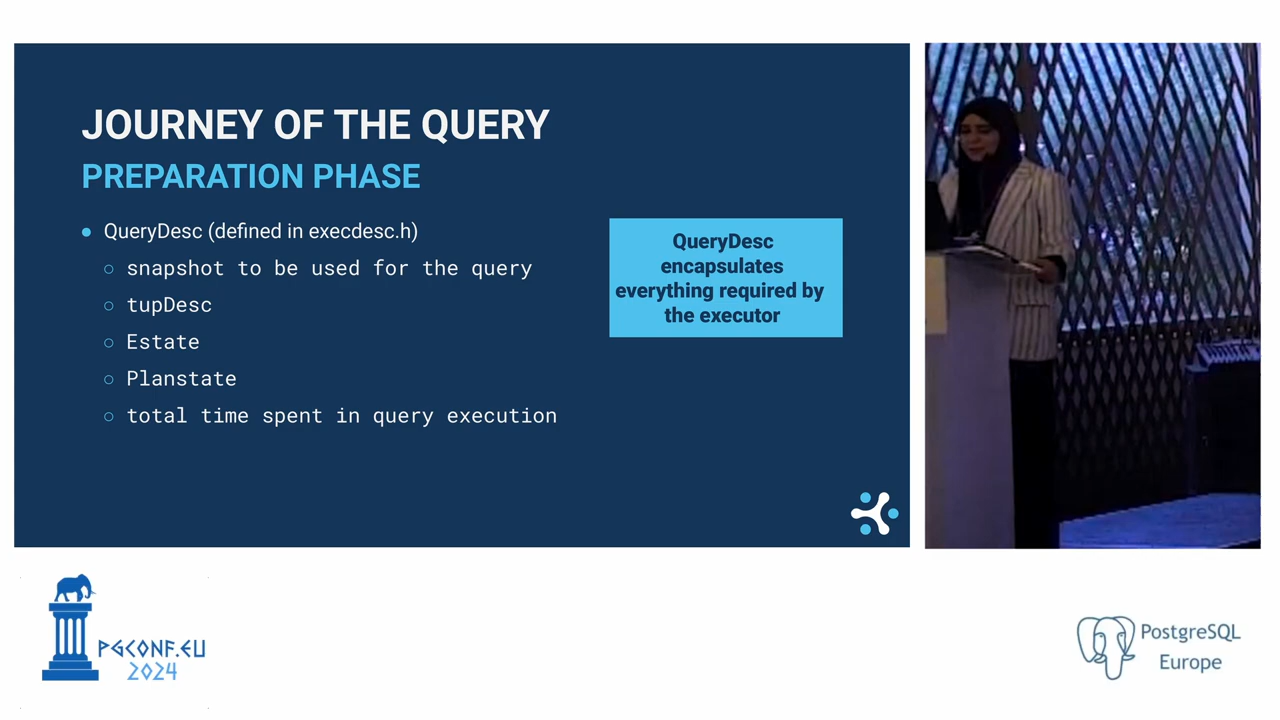 JOURNEY OF THE QUERY
PREPARATION PHASE
QueryDesc (defined in execdesc.h)
snapshot to be used for the query
tupDesc
Estate
Planstate
total time spent in query execution
QueryDesc
encapsulates
everything required by
the executor
PGCONF.EU
2024
PostgreSQL
Europe